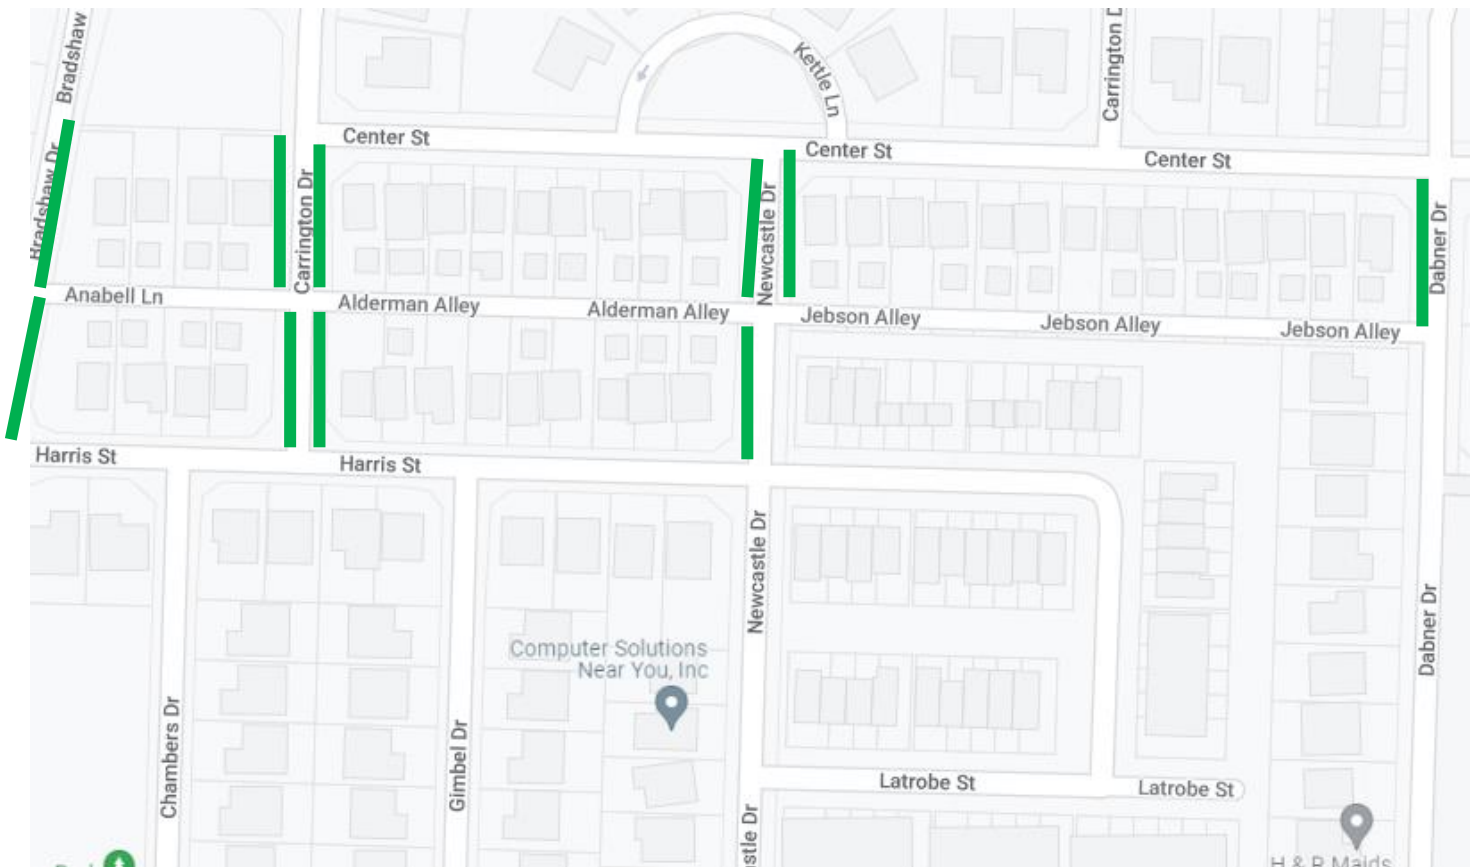 Bradshaw
Kettle Ln
Carrington D
Center St
Center St
Center St
Bradshaw Dr
Carrington Dr
Newcastle Dr
Dabner Dr
Anabell Ln
Alderman Alley
Alderman Alley
Jebson Alley
Jebson Alley
Jebson Alley
Harris St
Harris St
Newcastle Dr
Dabner Dr
Computer Solutions
Near You, Inc
Chambers Dr
Gimbel Dr
Latrobe St
Latrobe St
stle Dr
H & R Maids